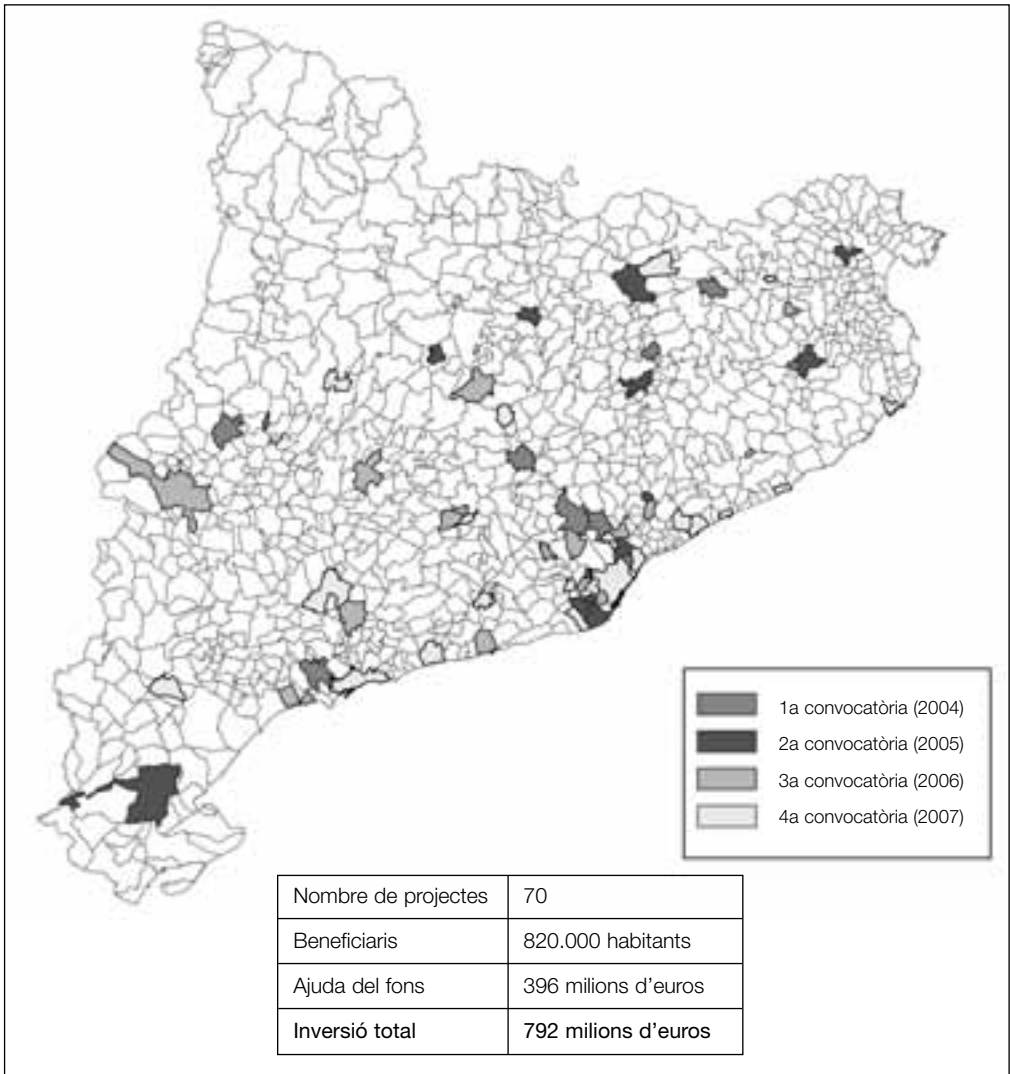 1a convocatòria (2004)
2a convocatòria (2005)
3a convocatòria (2006)
4a convocatòria (2007)
Nombre de projectes 70
Beneficiaris 820.000 habitants
Ajuda del fons 396 milions d’euros
Inversió total 792 milions d’euros